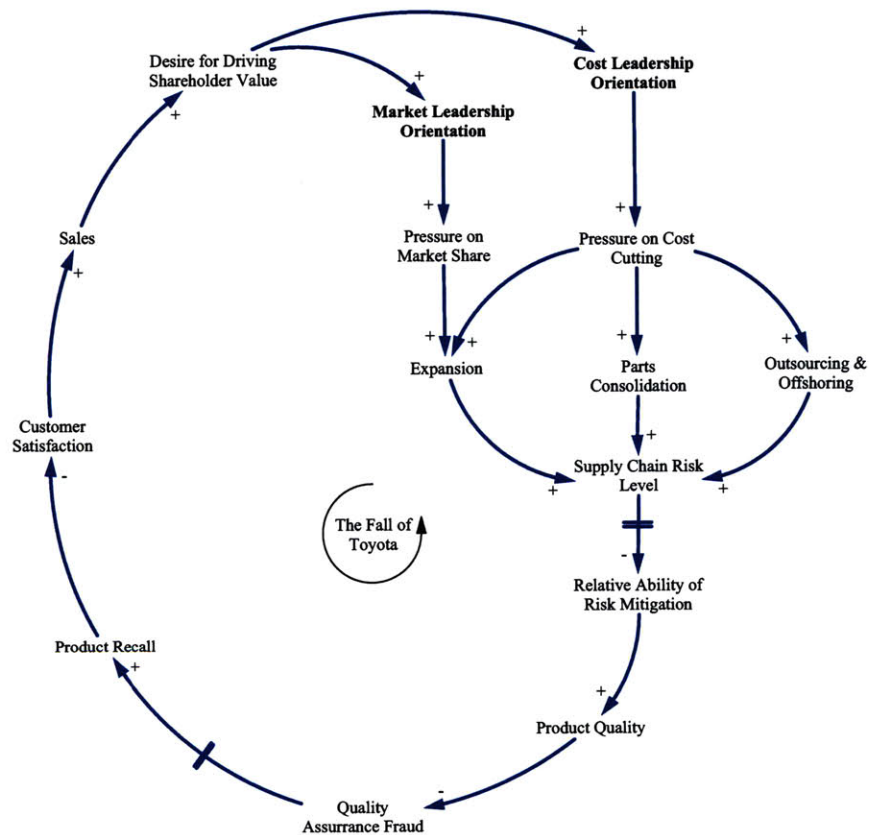 Desire for Driving
Shareholder Value
+
+
Cost Leadership
Orientation
+
Market Leadership
Orientation
+
+
+
Sales
+
Pressure on
Market Share
Pressure on Cost
Cutting
+
+
+
+
Expansion
Parts
Consolidation
Outsourcing &
Offshoring
Customer
Satisfaction
-
+
Supply Chain Risk
Level
+
+
The Fall of
Toyota
-
Relative Ability of
Risk Mitigation
Product Recall
+
+
Product Quality
-
Quality
Assurrance Fraud